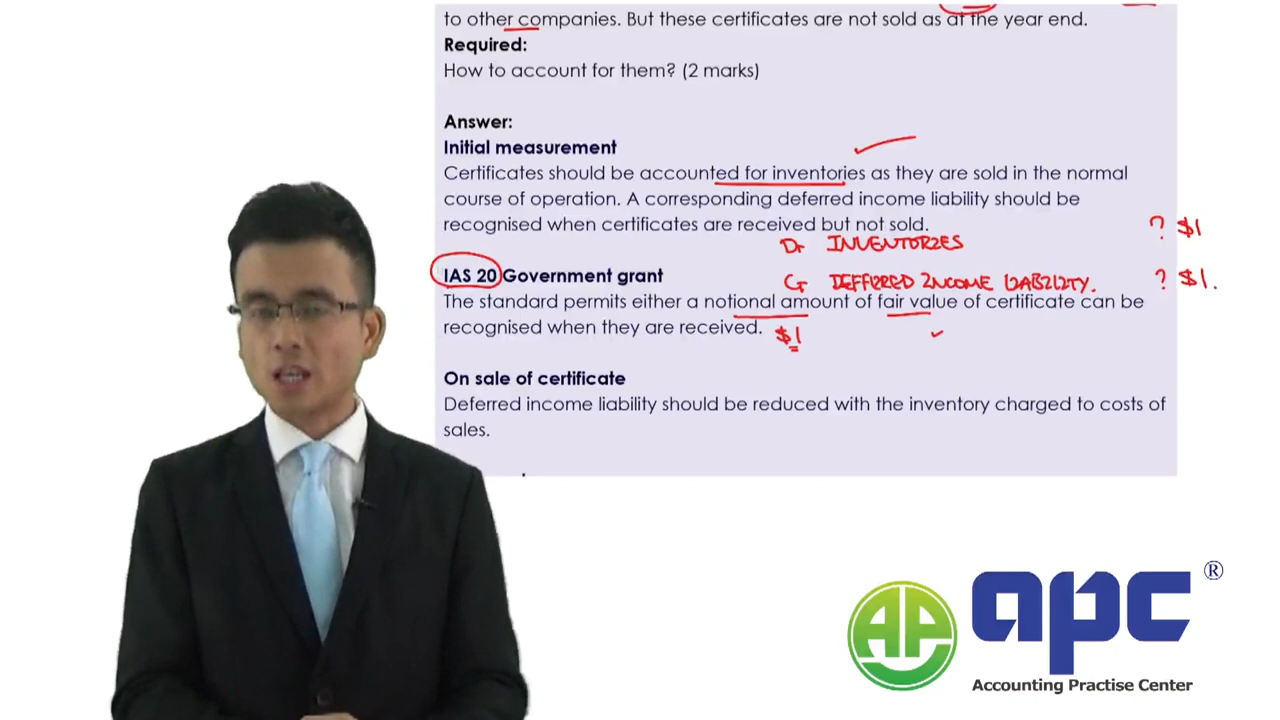 to other companies. But these certificates are not sold as at the year end.
Required:
How to account for them? (2 marks)
Answer:
Initial measurement
Certificates should be accounted for inventories as they are sold in the normal
course of operation. A corresponding deferred income liability should be
recognised when certificates are received but not sold.
? $1
Dr INVENTORIES
IAS 20 Government grant
Cr DEFFERED INCOME LIABILITY. ? $1.
The standard permits either a notional amount of fair value of certificate can be
recognised when they are received.
$1
On sale of certificate
Deferred income liability should be reduced with the inventory charged to costs of
sales.
AP
apc®
Accounting Practise Center